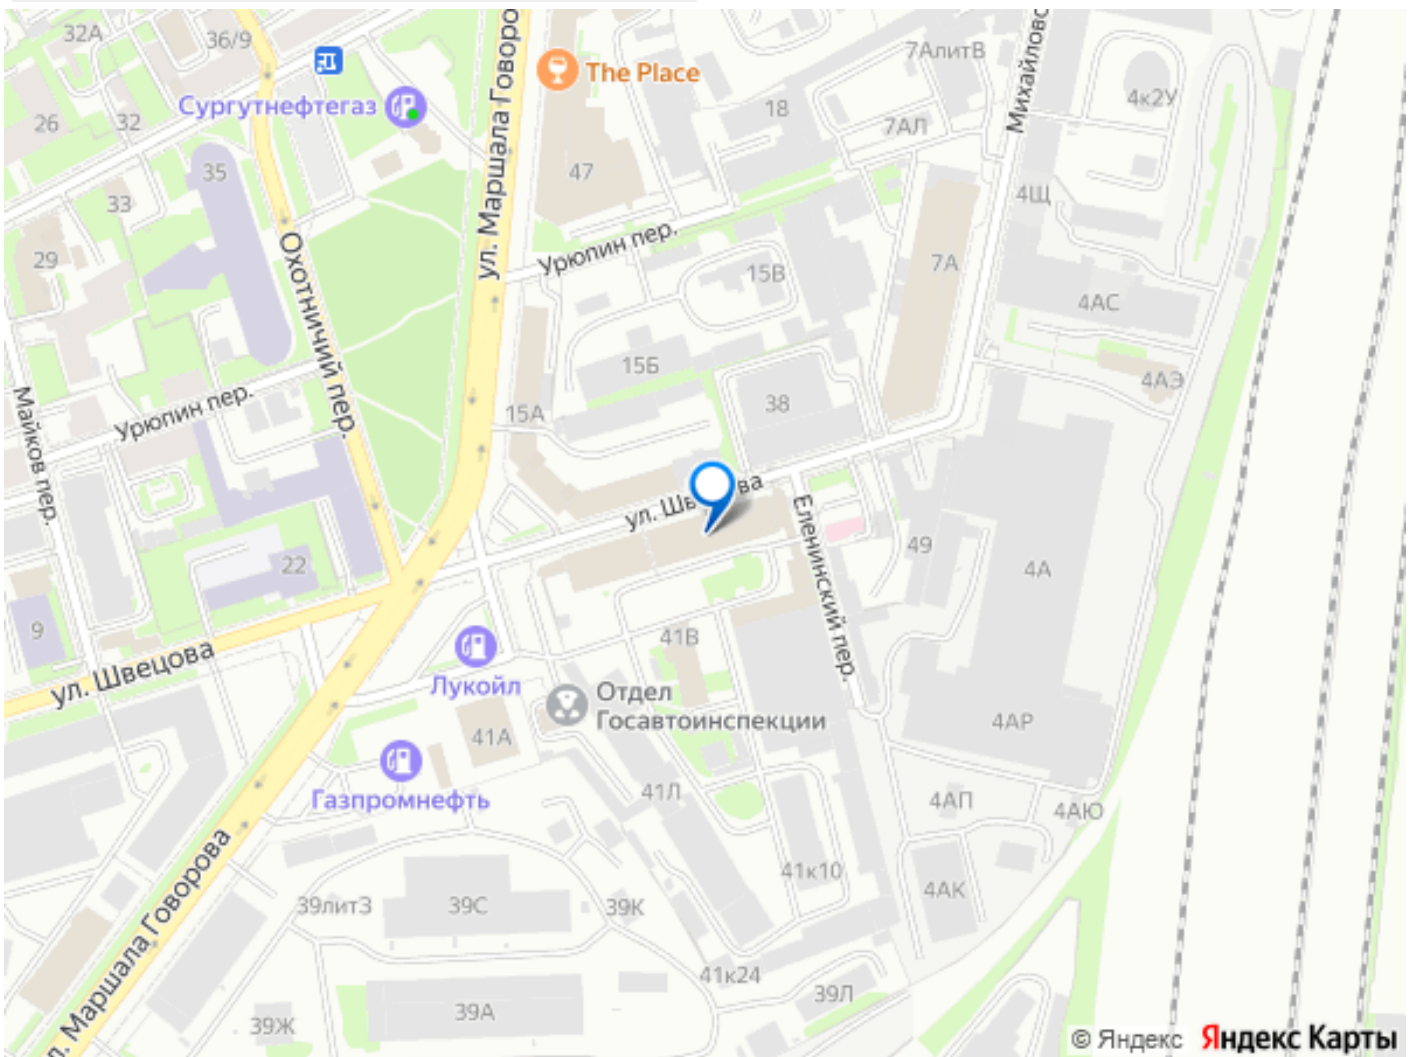 32А
36/9
ул. Маршала Говоро
The Place
7АлитВ
Михайловс
4к2У
Сургутнефтегаз
26
32
18
7АЛ
35
47
33
4Щ
29
Охотничий пер.
Урюпин пер.
15В
7А
4АС
15Б
4АЭ
Майков пер.
Урюпин пер.
15А
38
ул. Шв
ва
Еленинский пер.
22
49
4А
9
41В
ул. Швецова
Лукойл
Отдел
Госавтоинспекции
41А
4АР
Газпромнефть
41Л
4АП
4АЮ
л. Маршала Говорова
41к10
4АК
39литЗ
39С
39К
41к24
39Л
39А
39Ж
© Яндекс Яндекс Карты